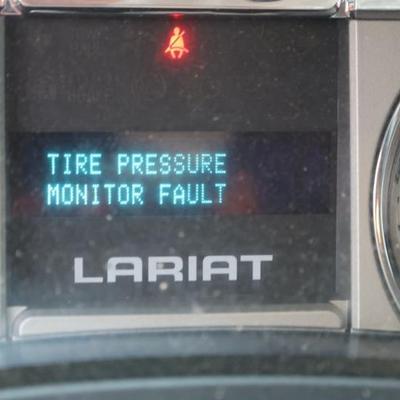 TIRE PRESSURE
MONITOR FAULT
LARIAT